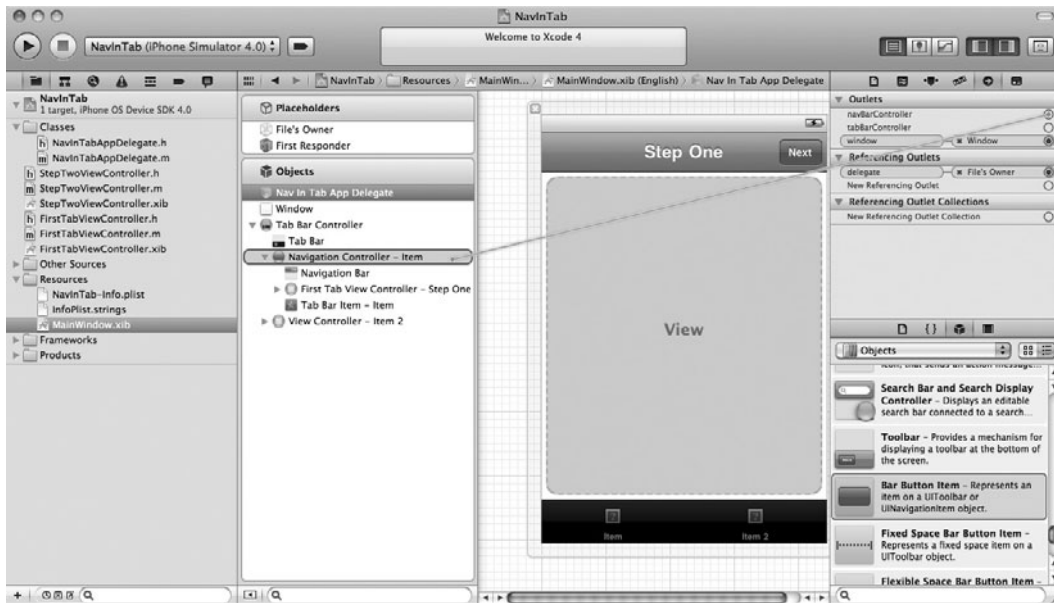 NavInTab
NavInTab (iPhone Simulator 4.0)
Welcome to Xcode 4
NavInTab
1 target, iPhone OS Device SDK 4.0
Classes
h NavInTabAppDelegate.h
m NavInTabAppDelegate.m
h StepTwoViewController.h
m StepTwoViewController.m
StepTwoViewController.xib
h FirstTabViewController.h
m FirstTabViewController.m
FirstTabViewController.xib
Other Sources
Resources
NavInTab-Info.plist
InfoPlist.strings
MainWindow.xib
Frameworks
Products
NavInTab
Resources
MainWin...
MainWindow.xib (English)
Nav In Tab App Delegate
Placeholders
File's Owner
First Responder
Objects
Nav In Tab App Delegate
Window
Tab Bar Controller
Tab Bar
Navigation Controller – Item
Navigation Bar
First Tab View Controller – Step One
Tab Bar Item – Item
View Controller – Item 2
Step One
Next
View
Item
Item 2
Outlets
navBarController
tabBarController
window
Window
Referencing Outlets
delegate
File's Owner
New Referencing Outlet
Referencing Outlet Collections
New Referencing Outlet Collection
{}
Objects
icon, that sends an action message...
Search Bar and Search Display
Controller – Displays an editable
search bar connected to a search...
Toolbar – Provides a mechanism for
displaying a toolbar at the bottom of
the screen.
Bar Button Item – Represents an
item on a UIToolbar or
UINavigationItem object.
Fixed Space Bar Button Item –
Represents a fixed space item on a
UIToolbar object.
Flexible Space Bar Button Item –